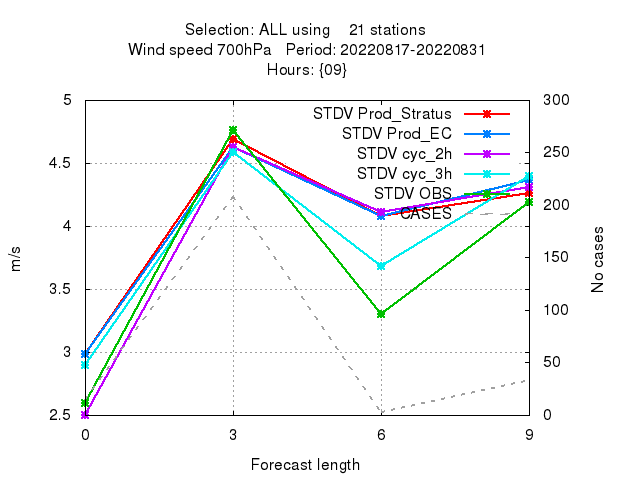 Selection: ALL using    21 stations
Wind speed 700hPa   Period: 20220817-20220831
Hours: {09}
5
4.5
4
3.5
3
2.5
m/s
STDV Prod_Stratus
STDV Prod_EC
STDV cyc_2h
STDV cyc_3h
STDV OBS
CASES
300
250
200
150
100
50
0
No cases
0
3
6
9
Forecast length